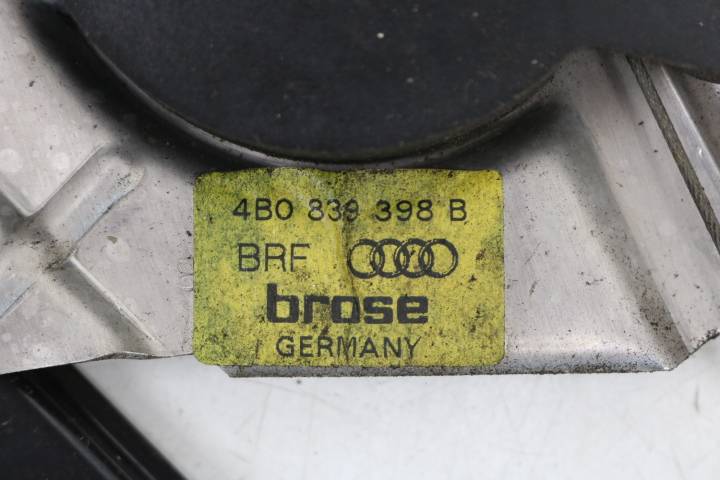 4B0 839 398 B
BRF
brose
GERMANY